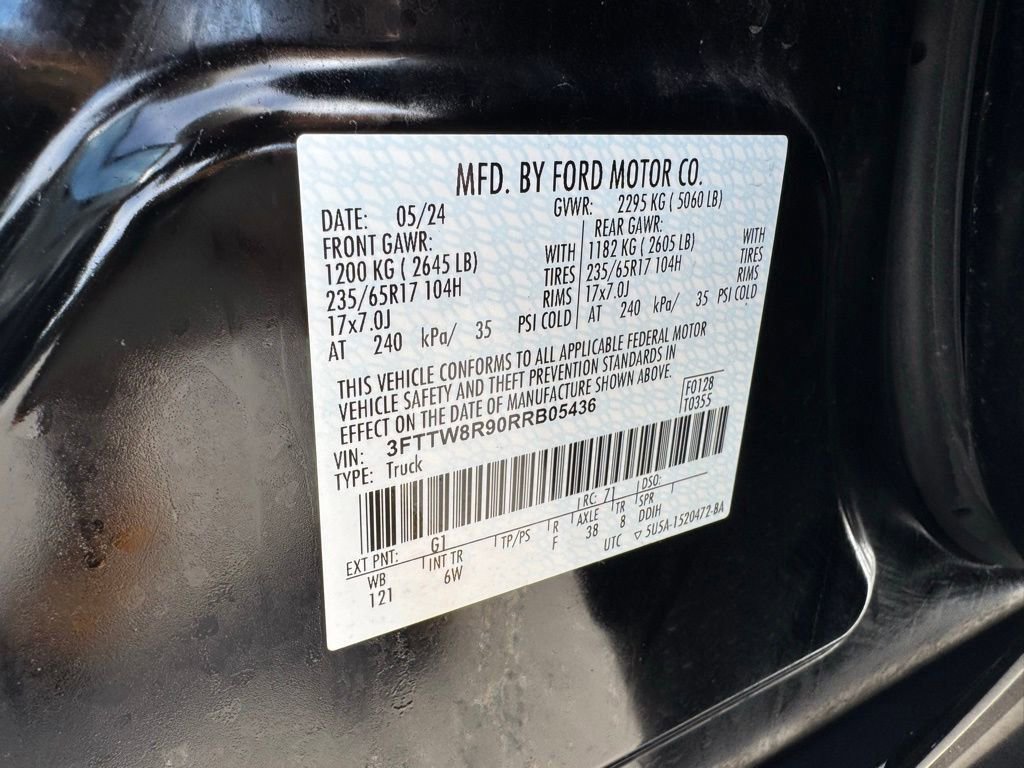 MFD. BY FORD MOTOR CO.
DATE: 05/24 GVWR: 2295 KG ( 5060 LB)
FRONT GAWR: REAR GAWR:
1200 KG ( 2645 LB) WITH 1182 KG ( 2605 LB) WITH
235/65R17 104H TIRES 235/65R17 104H TIRES
17x7.0J RIMS 17x7.0J RIMS
AT 240 kPa/ 35 PSI COLD AT 240 kPa/ 35 PSI COLD
THIS VEHICLE CONFORMS TO ALL APPLICABLE FEDERAL MOTOR
VEHICLE SAFETY AND THEFT PREVENTION STANDARDS IN
EFFECT ON THE DATE OF MANUFACTURE SHOWN ABOVE.
F0128
VIN: 3FTTW8R90RRB05436 T0355
TYPE: Truck
EXT PNT: G1 RC: 71 DSO:
WB INT TR TP/PS R AXLE TR SPR
121 6W F 38 8 DDIH
UTC ▽ 5U5A-1520472-BA